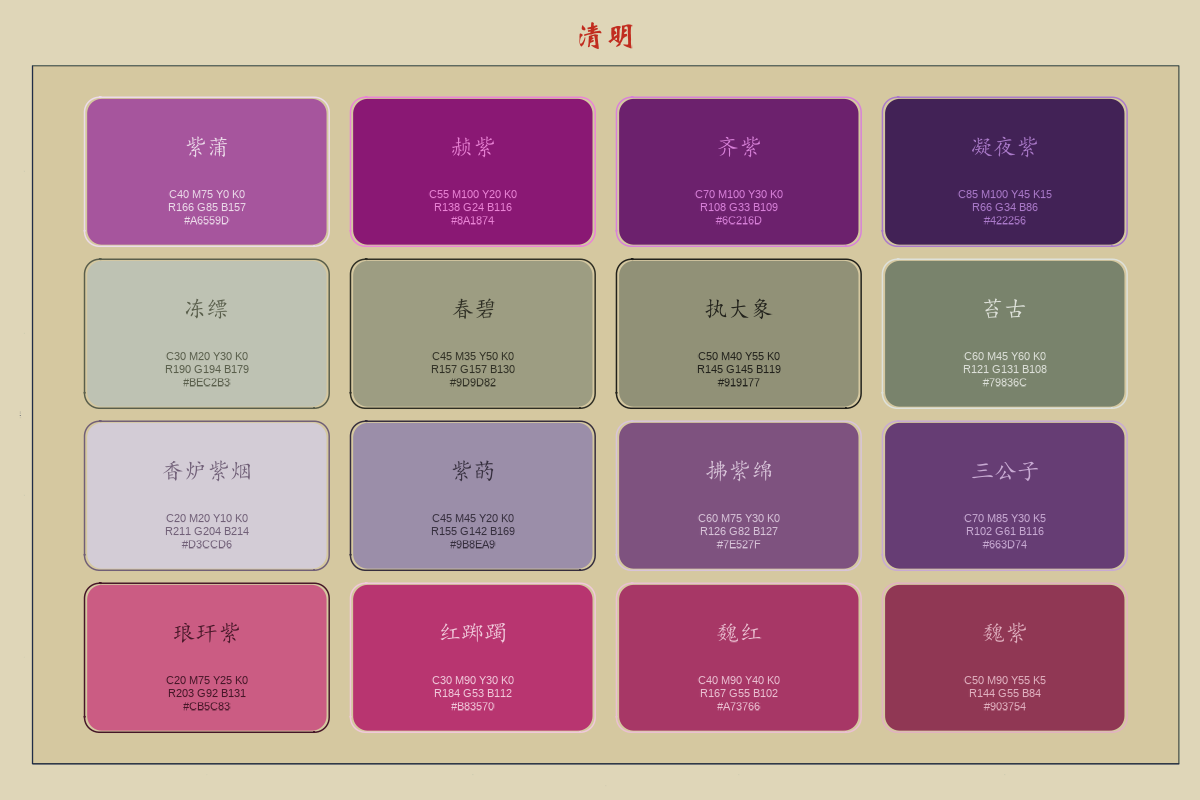 清明
紫蒲
C40 M75 Y0 K0
R166 G85 B157
#A6559D
赪紫
C55 M100 Y20 K0
R138 G24 B116
#8A1874
齐紫
C70 M100 Y30 K0
R108 G33 B109
#6C216D
凝夜紫
C85 M100 Y45 K15
R66 G34 B86
#422256
冻缥
C30 M20 Y30 K0
R190 G194 B179
#BEC2B3
春碧
C45 M35 Y50 K0
R157 G157 B130
#9D9D82
执大象
C50 M40 Y55 K0
R145 G145 B119
#919177
苔古
C60 M45 Y60 K0
R121 G131 B108
#79836C
香炉紫烟
C20 M20 Y10 K0
R211 G204 B214
#D3CCD6
紫菂
C45 M45 Y20 K0
R155 G142 B169
#9B8EA9
拂紫绵
C60 M75 Y30 K0
R126 G82 B127
#7E527F
三公子
C70 M85 Y30 K5
R102 G61 B116
#663D74
琅玕紫
C20 M75 Y25 K0
R203 G92 B131
#CB5C83
红踯躅
C30 M90 Y30 K0
R184 G53 B112
#B83570
魏红
C40 M90 Y40 K0
R167 G55 B102
#A73766
魏紫
C50 M90 Y55 K5
R144 G55 B84
#903754